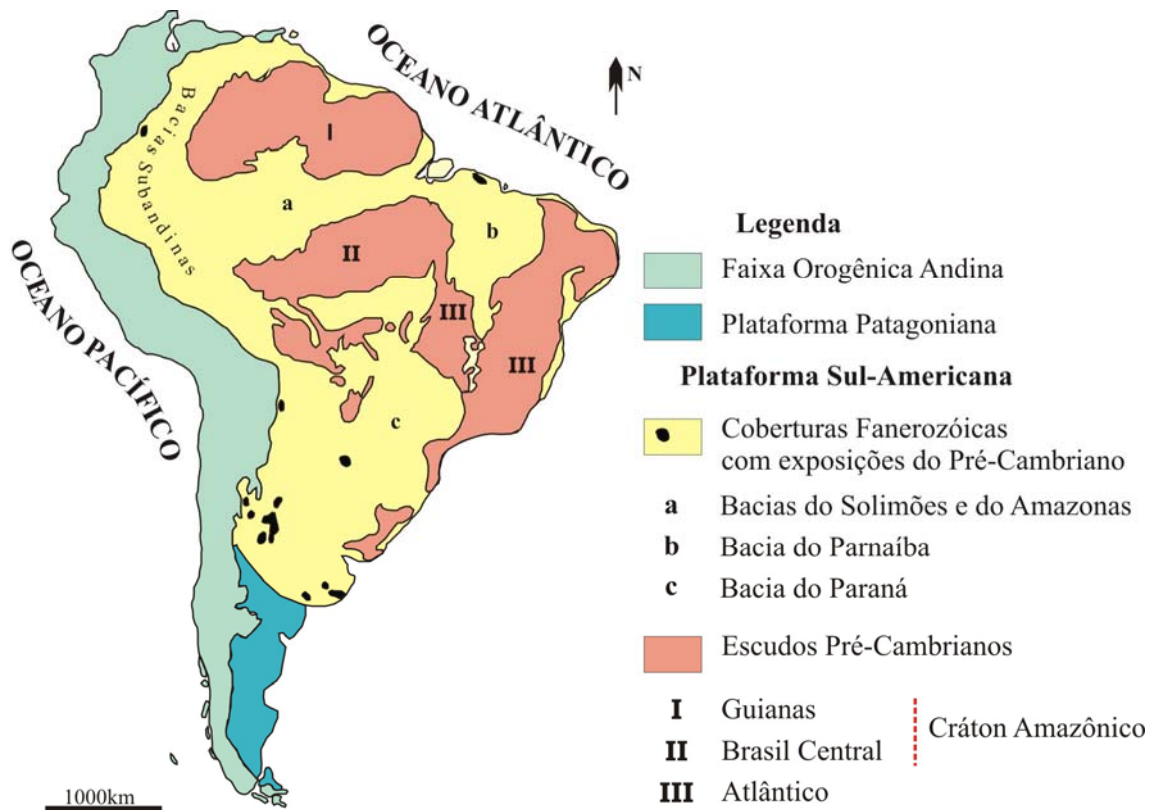 OCEANO ATLÂNTICO
N
Bacias Subandinas
I
a
b
II
III
III
OCEANO PACÍFICO
c
1000km
Legenda
Faixa Orogênica Andina
Plataforma Patagoniana
Plataforma Sul-Americana
Coberturas Fanerozóicas
com exposições do Pré-Cambriano
a Bacias do Solimões e do Amazonas
b Bacia do Parnaíba
c Bacia do Paraná
Escudos Pré-Cambrianos
I Guianas
Cráton Amazônico
II Brasil Central
III Atlântico